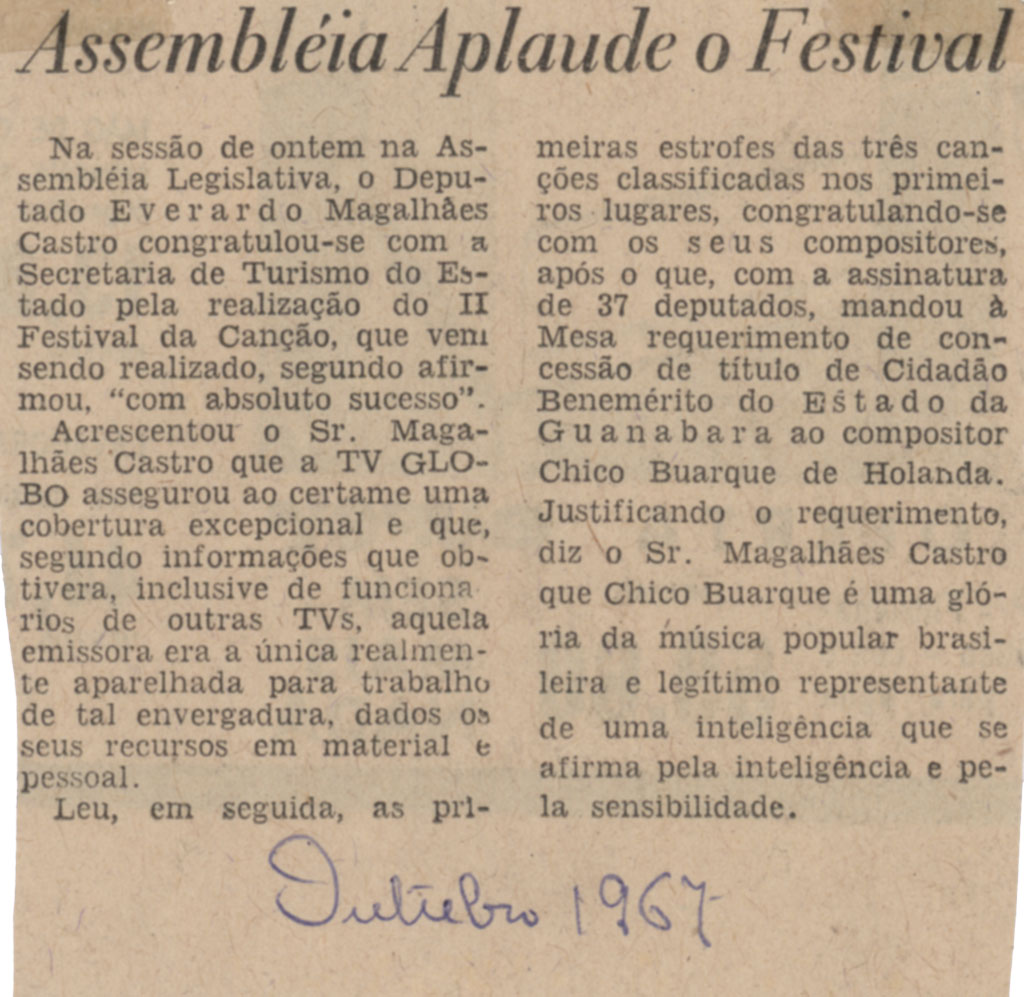 Assembléia Aplaude o Festival
Na sessão de ontem na As-
sembléia Legislativa, o Depu-
tado Everardo Magalhães
Castro congratulou-se com a
Secretaria de Turismo do Es-
tado pela realização do II
Festival da Canção, que vem
sendo realizado, segundo afir-
mou, “com absoluto sucesso”.
Acrescentou o Sr. Maga-
lhães Castro que a TV GLO-
BO assegurou ao certame uma
cobertura excepcional e que,
segundo informações que ob-
tivera, inclusive de funciona
rios de outras TVs, aquela
emissora era a única realmen-
te aparelhada para trabalho
de tal envergadura, dados os
seus recursos em material e
pessoal.
Leu, em seguida, as pri-
meiras estrofes das três can-
ções classificadas nos primei-
ros lugares, congratulando-se
com os seus compositores,
após o que, com a assinatura
de 37 deputados, mandou à
Mesa requerimento de con-
cessão de título de Cidadão
Benemérito do Estado da
Guanabara ao compositor
Chico Buarque de Holanda.
Justificando o requerimento,
diz o Sr. Magalhães Castro
que Chico Buarque é uma gló-
ria da música popular brasi-
leira e legítimo representante
de uma inteligência que se
afirma pela inteligência e pe-
la sensibilidade.
Outubro 1967